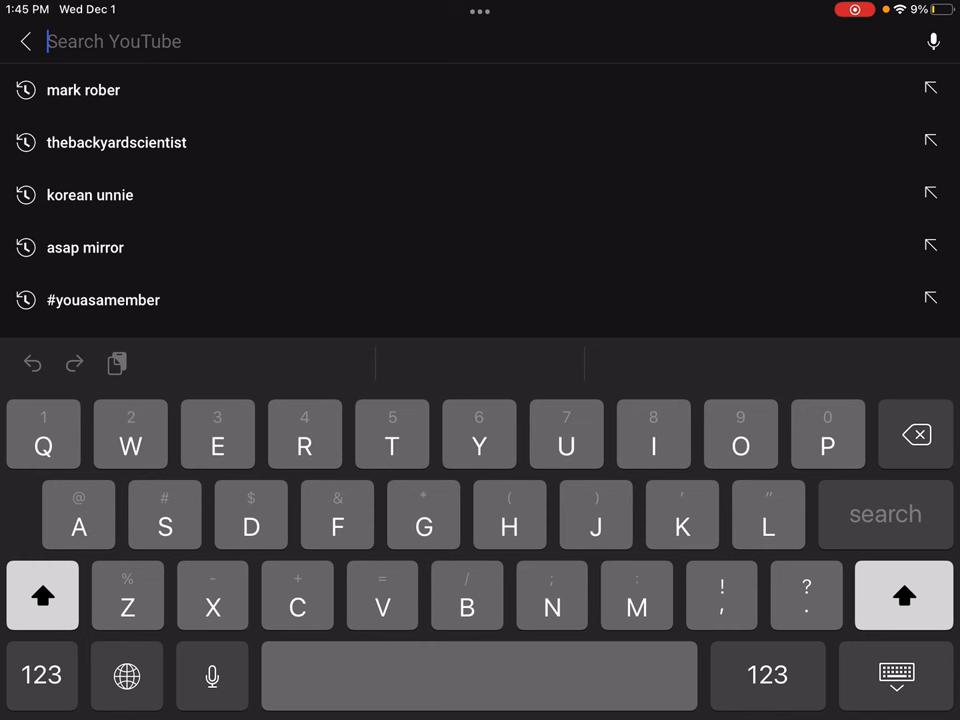 1:45 PM Wed Dec 1 9%
Search YouTube
mark rober
thebackyardscientist
korean unnie
asap mirror
#youasamember
1 2 3 4 5 6 7 8 9 0
Q W E R T Y U I O P
@ # $ & * ( ) ' "
A S D F G H J K L search
% - + = / ; : ! ?
Z X C V B N M , .
123 123